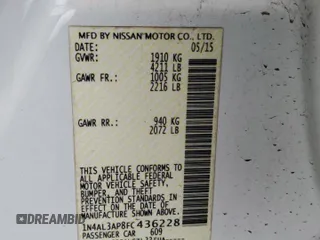 MFD BY NISSAN MOTOR CO., LTD.
DATE: 05/15
GVWR: 1910 KG
4211 LB
GAWR FR: 1005 KG
2216 LB
GAWR RR: 940 KG
2072 LB
THIS VEHICLE CONFORMS TO ALL
APPLICABLE FEDERAL MOTOR
VEHICLE SAFETY,
BUMPER, AND THEFT
PREVENTION STANDARDS IN
EFFECT ON THE DATE OF
MANUFACTURE SHOWN ABOVE.
1N4AL3AP8FC436228
PASSENGER CAR 609
DREAMBID